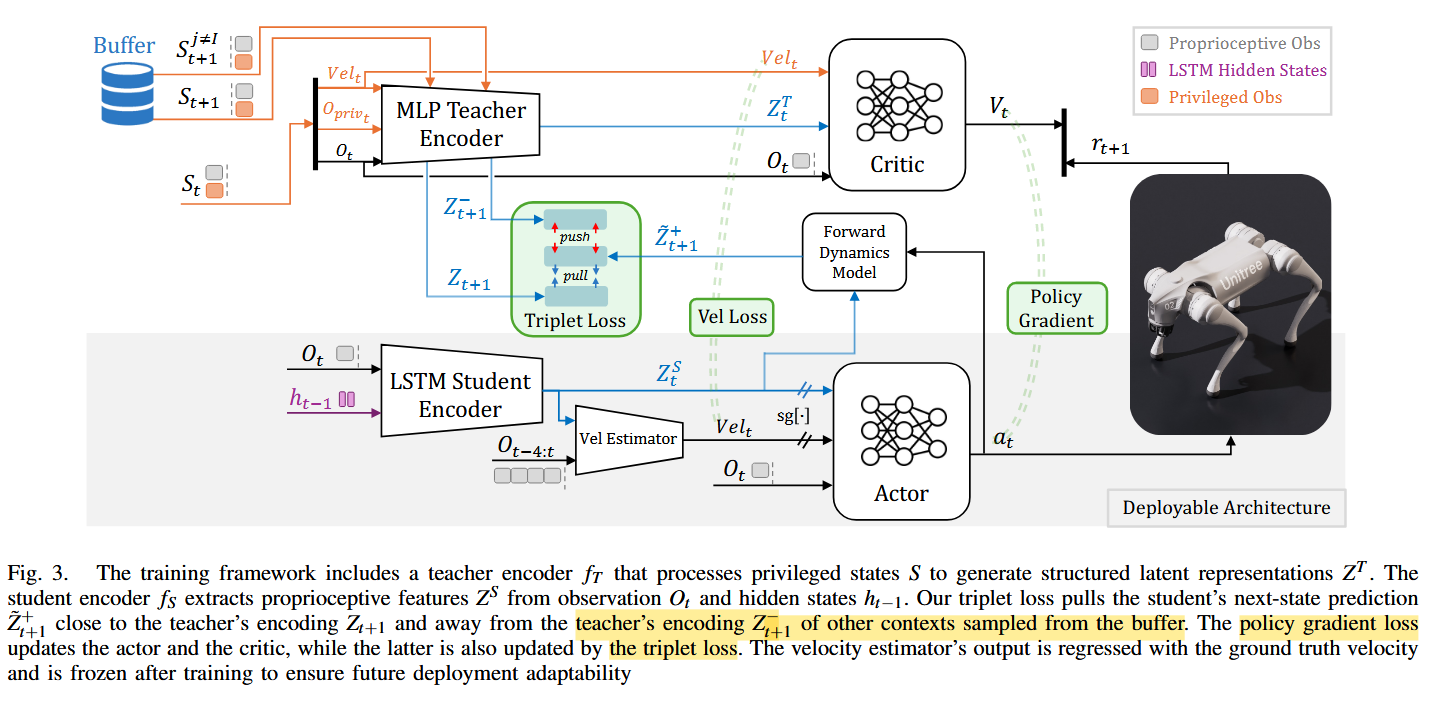 Buffer
S^{j≠I}_{t+1}
S_{t+1}
S_t
Vel_t
O_{priv_t}
O_t
MLP Teacher
Encoder
Vel_t
Z^T_t
O_t
Critic
V_t
r_{t+1}
Proprioceptive Obs
LSTM Hidden States
Privileged Obs
Z^-_{t+1}
Z_{t+1}
push
pull
Triplet Loss
Z̃^+_{t+1}
Forward
Dynamics
Model
Vel Loss
Policy
Gradient
Unitree
O_t
h_{t-1}
LSTM Student
Encoder
Z^S_t
O_{t-4:t}
Vel Estimator
Vel_t
sg[·]
O_t
Actor
a_t
Deployable Architecture
Fig. 3. The training framework includes a teacher encoder f_T that processes privileged states S to generate structured latent representations Z^T. The
student encoder f_S extracts proprioceptive features Z^S from observation O_t and hidden states h_{t−1}. Our triplet loss pulls the student's next-state prediction
Z̃^+_{t+1} close to the teacher's encoding Z_{t+1} and away from the teacher's encoding Z^-_{t+1} of other contexts sampled from the buffer. The policy gradient loss
updates the actor and the critic, while the latter is also updated by the triplet loss. The velocity estimator's output is regressed with the ground truth velocity
and is frozen after training to ensure future deployment adaptability